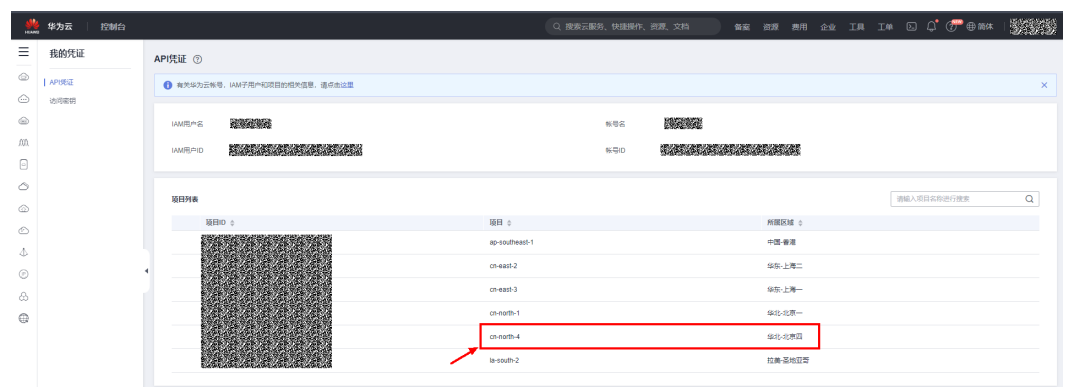 HUAWEI 华为云 控制台 搜索云服务、快捷操作、资源、文档 备案 资源 费用 企业 工具 工单 简体
我的凭证
API凭证
访问密钥
API凭证
有关华为云帐号、IAM子用户和项目的相关信息，请点击这里
IAM用户名 帐号名
IAM用户ID 帐号ID
项目列表 请输入项目名称进行搜索
项目ID 项目 所属区域
ap-southeast-1 中国-香港
cn-east-2 华东-上海二
cn-east-3 华东-上海一
cn-north-1 华北-北京一
cn-north-4 华北-北京四
la-south-2 拉美-圣地亚哥